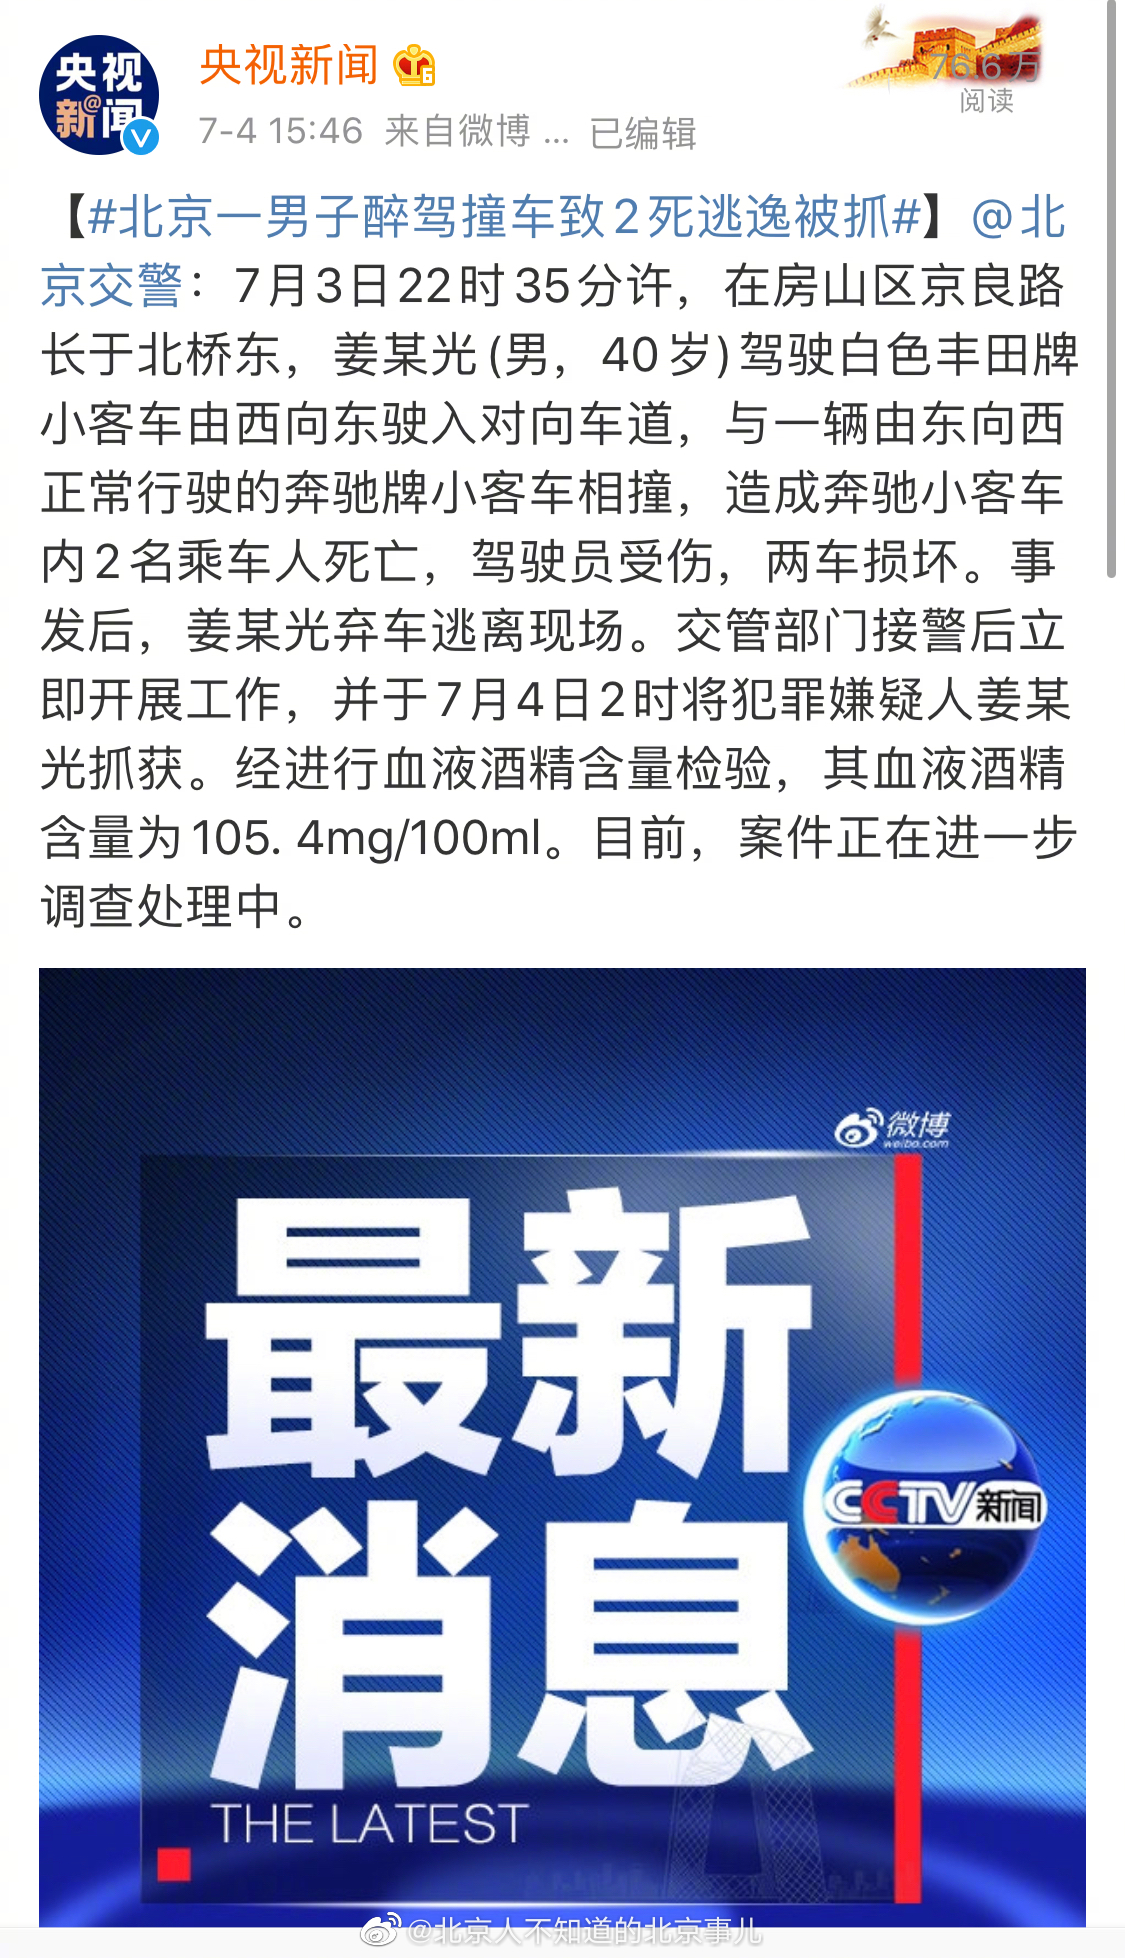 央视
新@闻
央视新闻
76.6万
阅读
7-4 15:46 来自微博 ... 已编辑
【#北京一男子醉驾撞车致2死逃逸被抓#】@北
京交警：7月3日22时35分许，在房山区京良路
长于北桥东，姜某光(男，40岁)驾驶白色丰田牌
小客车由西向东驶入对向车道，与一辆由东向西
正常行驶的奔驰牌小客车相撞，造成奔驰小客车
内2名乘车人死亡，驾驶员受伤，两车损坏。事
发后，姜某光弃车逃离现场。交管部门接警后立
即开展工作，并于7月4日2时将犯罪嫌疑人姜某
光抓获。经进行血液酒精含量检验，其血液酒精
含量为105. 4mg/100ml。目前，案件正在进一步
调查处理中。
微博
weibo.com
最新
CCTV新闻
消息
THE LATEST
@北京人不知道的北京事儿